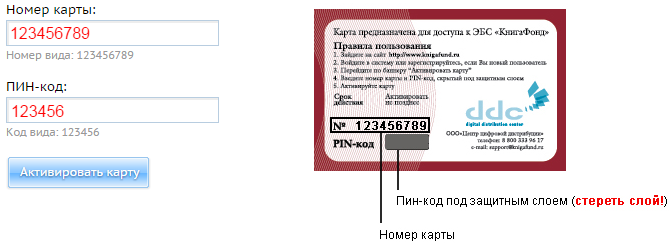 Номер карты:
123456789
Номер вида: 123456789
ПИН-код:
123456
Код вида: 123456
Активировать карту
Карта предназначена для доступа к ЭБС «КнигаФонд»
Правила пользования
1. Зайдите на сайт http://www.knigafund.ru
2. Войдите в систему или зарегистрируйтесь, если Вы новый пользователь
3. Перейдите по баннеру "Активировать карту"
4. Введите номер карты и PIN-код, скрытый под защитным слоем
5. Активируйте карту
Срок действия
Активировать не позднее
ddc
digital distribution center
№ 123456789
PIN-код
ООО«Центр цифровой дистрибуции»
телефон: 8 800 333 96 17
e-mail: support@knigafund.ru
Пин-код под защитным слоем (стереть слой!)
Номер карты